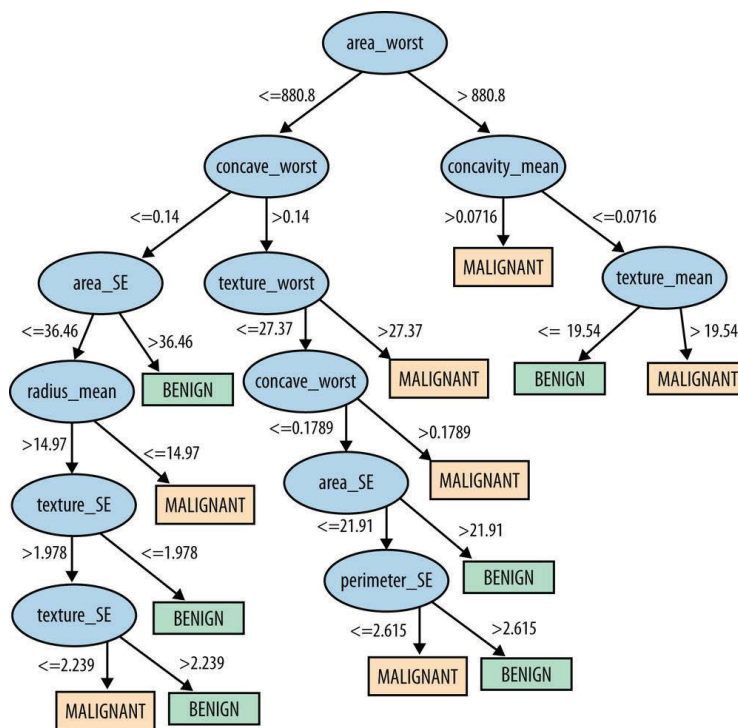 area_worst
<=880.8
> 880.8
concave_worst
concavity_mean
<=0.14
>0.14
>0.0716
<=0.0716
MALIGNANT
area_SE
texture_worst
texture_mean
<=36.46
>36.46
<=27.37
>27.37
<= 19.54
> 19.54
radius_mean
BENIGN
concave_worst
MALIGNANT
BENIGN
MALIGNANT
>14.97
<=14.97
<=0.1789
>0.1789
texture_SE
MALIGNANT
area_SE
MALIGNANT
>1.978
<=1.978
<=21.91
>21.91
texture_SE
BENIGN
perimeter_SE
BENIGN
<=2.239
>2.239
<=2.615
>2.615
MALIGNANT
BENIGN
MALIGNANT
BENIGN